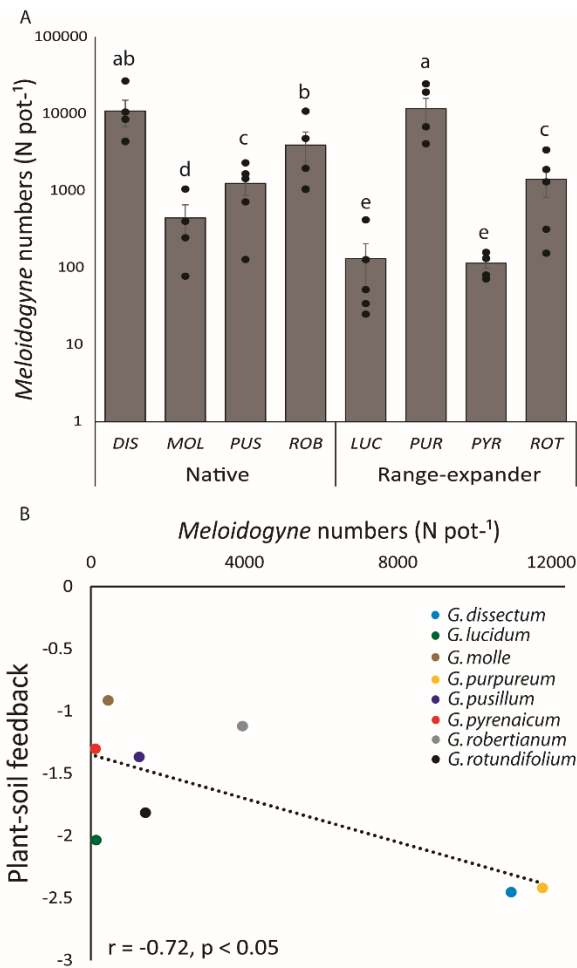 A
Meloidogyne numbers (N pot-¹)
100000
10000
1000
100
10
1
ab
d
c
b
e
a
e
c
DIS MOL PUS ROB LUC PUR PYR ROT
Native Range-expander
B
Meloidogyne numbers (N pot-¹)
0 4000 8000 12000
Plant-soil feedback
0
-0.5
-1
-1.5
-2
-2.5
-3
G. dissectum
G. lucidum
G. molle
G. purpureum
G. pusillum
G. pyrenaicum
G. robertianum
G. rotundifolium
r = -0.72, p < 0.05